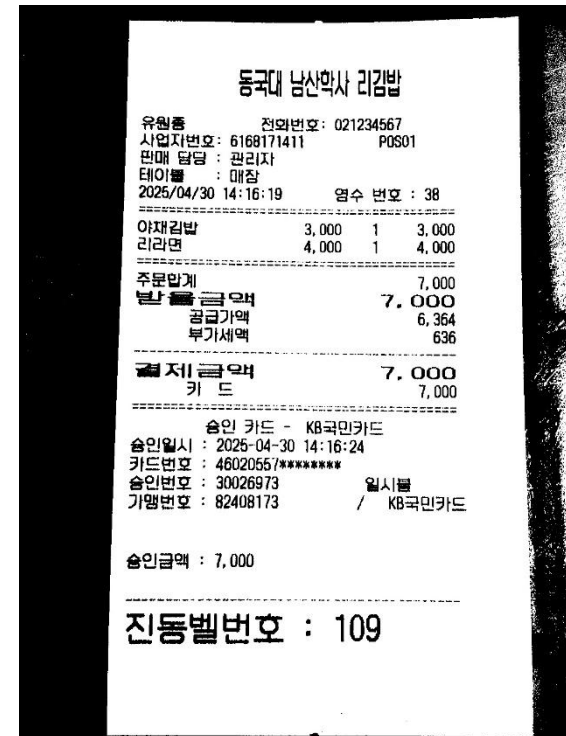 동국대 남산학사 리김밥
유원종 전화번호: 021234567
사업자번호: 6168171411 POS01
판매 담당 : 관리자
테이블 : 매장
2025/04/30 14:16:19 영수 번호 : 38
야채김밥 3,000 1 3,000
리라면 4,000 1 4,000
주문합계 7,000
받을금액 7,000
공급가액 6,364
부가세액 636
결제금액 7,000
카 드 7,000
승인 카드 - KB국민카드
승인일시 : 2025-04-30 14:16:24
카드번호 : 46020557********
승인번호 : 30026973 일시불
가맹번호 : 82408173 / KB국민카드
승인금액 : 7,000
진동벨번호 : 109